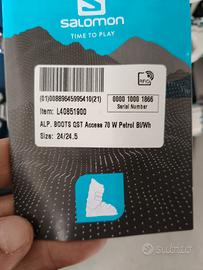 SALOMON
TIME TO PLAY
RFID
(01)00889645995410(21)
0000 1000 1866
Serial Number
Item: L40851900
ALP. BOOTS QST Access 70 W Petrol Bl/Wh
Size: 24/24.5
Subito